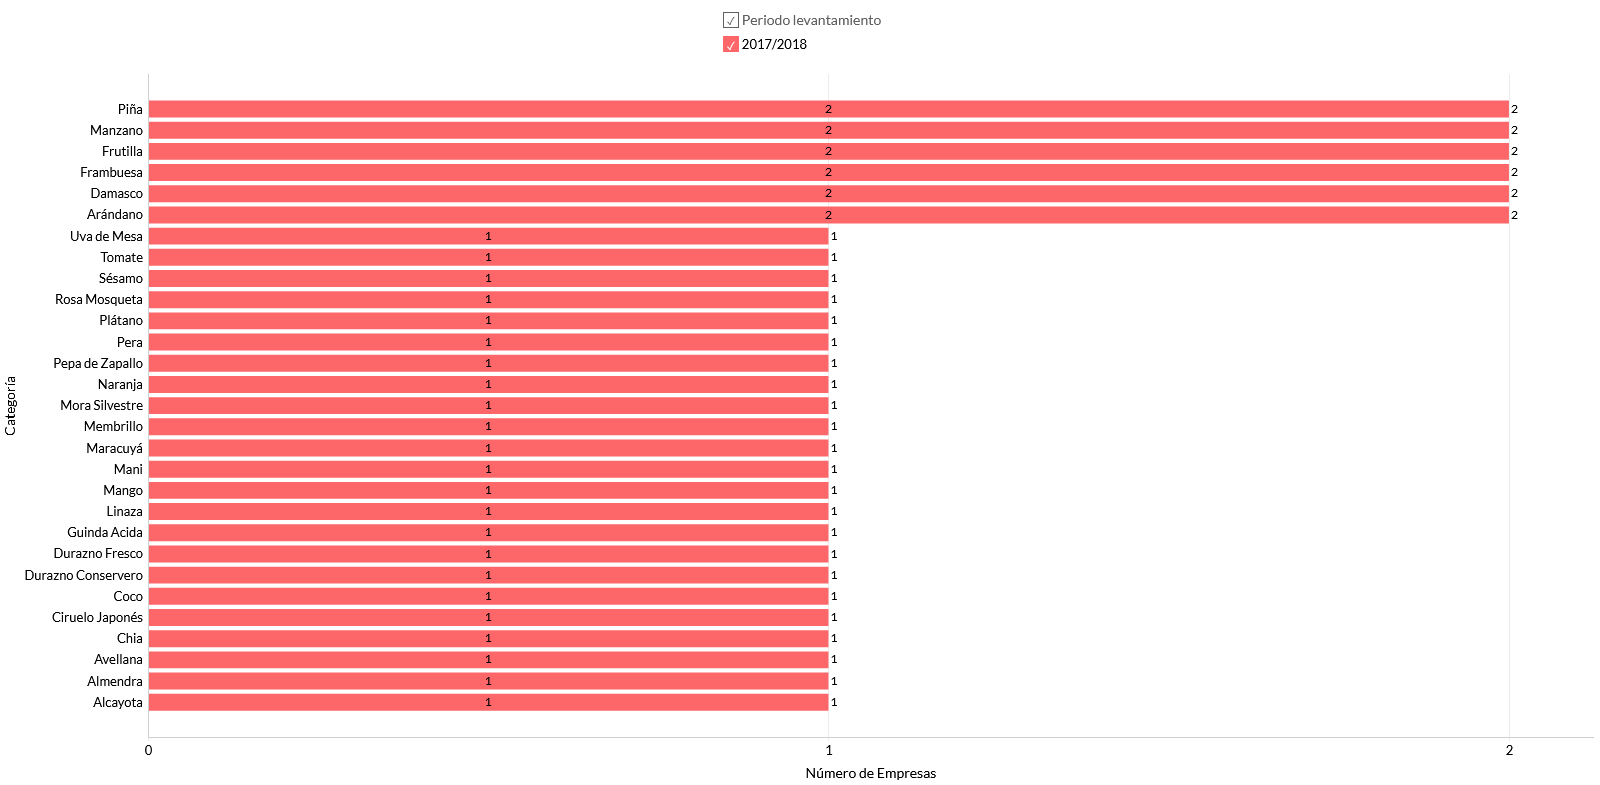 Periodo levantamiento
2017/2018
Categoría
Piña 2 2
Manzano 2 2
Frutilla 2 2
Frambuesa 2 2
Damasco 2 2
Arándano 2 2
Uva de Mesa 1 1
Tomate 1 1
Sésamo 1 1
Rosa Mosqueta 1 1
Plátano 1 1
Pera 1 1
Pepa de Zapallo 1 1
Naranja 1 1
Mora Silvestre 1 1
Membrillo 1 1
Maracuyá 1 1
Mani 1 1
Mango 1 1
Linaza 1 1
Guinda Acida 1 1
Durazno Fresco 1 1
Durazno Conservero 1 1
Coco 1 1
Ciruelo Japonés 1 1
Chia 1 1
Avellana 1 1
Almendra 1 1
Alcayota 1 1
0 1 2
Número de Empresas